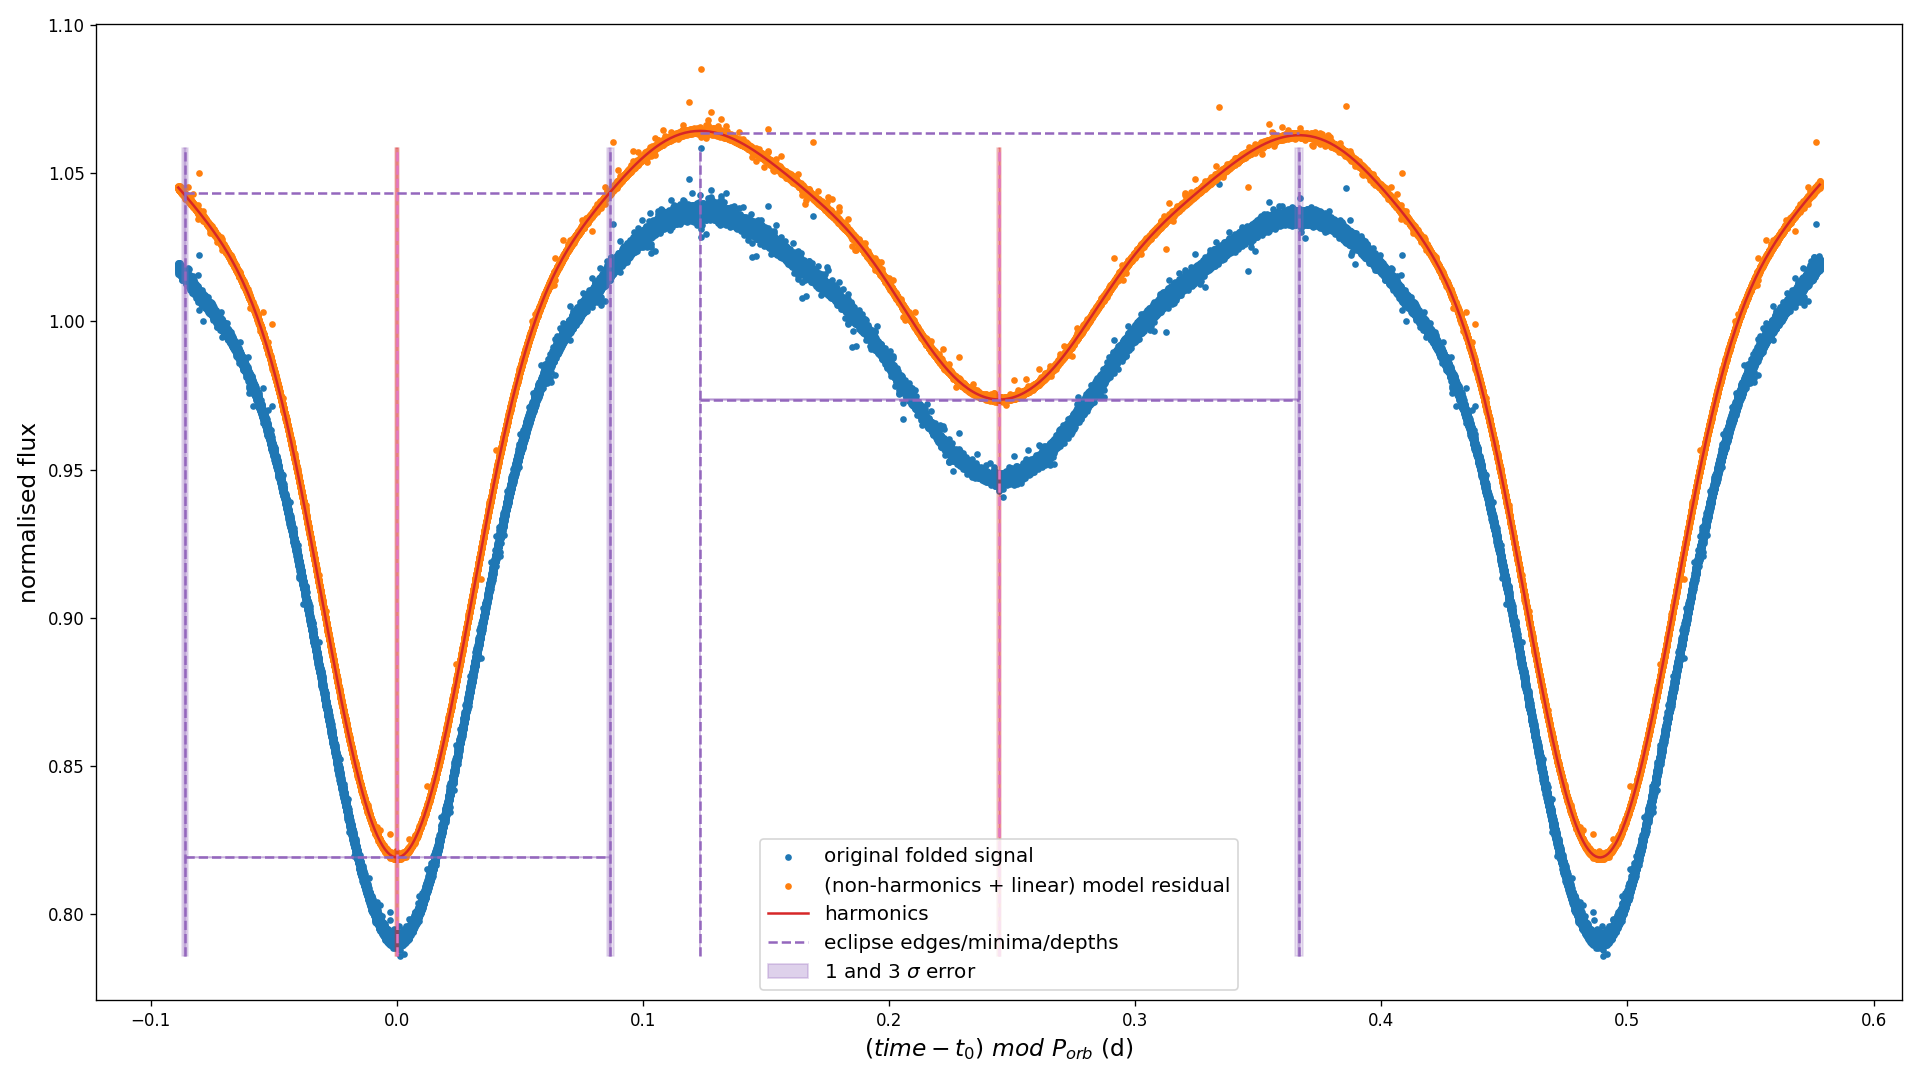 1.10
1.05
1.00
0.95
0.90
0.85
0.80
normalised flux
original folded signal
(non-harmonics + linear) model residual
harmonics
eclipse edges/minima/depths
1 and 3 σ error
−0.1 0.0 0.1 0.2 0.3 0.4 0.5 0.6
(time − t₀) mod Pₒᵣb (d)